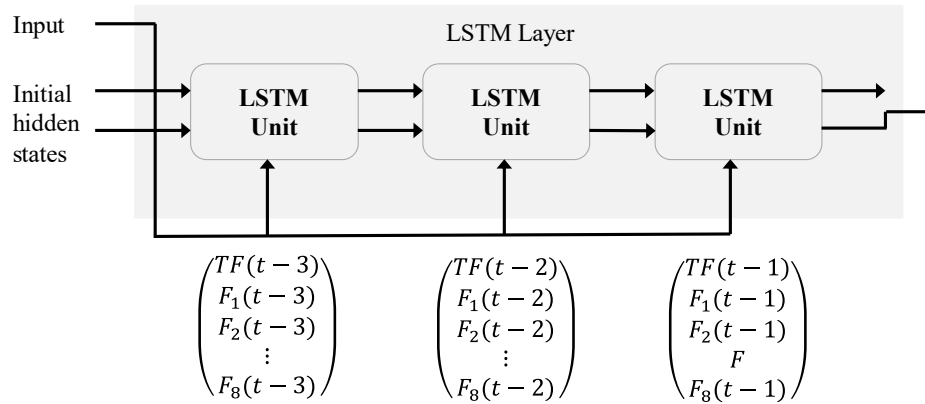 Input
LSTM Layer
Initial
hidden
states
LSTM
Unit
LSTM
Unit
LSTM
Unit
TF(t − 3)
F₁(t − 3)
F₂(t − 3)
⋮
F₈(t − 3)
TF(t − 2)
F₁(t − 2)
F₂(t − 2)
⋮
F₈(t − 2)
TF(t − 1)
F₁(t − 1)
F₂(t − 1)
F
F₈(t − 1)